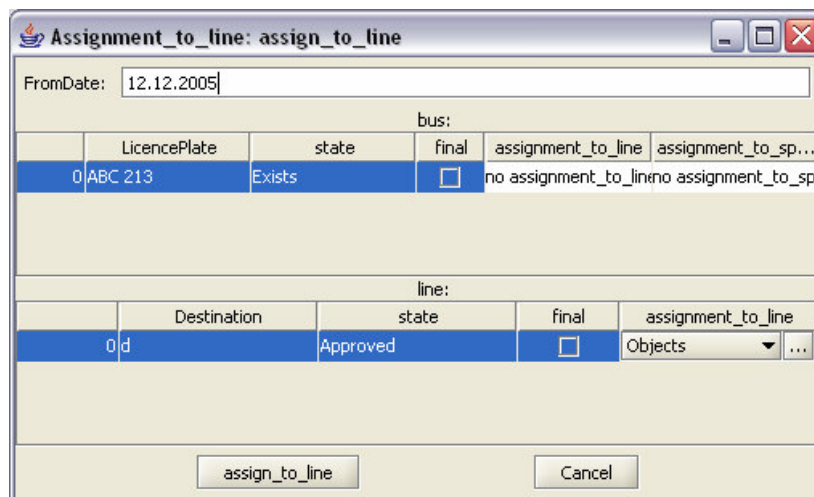 Assignment_to_line: assign_to_line
FromDate: 12.12.2005
bus:
LicencePlate state final assignment_to_line assignment_to_sp...
0 ABC 213 Exists no assignment_to_line no assignment_to_sp
line:
Destination state final assignment_to_line
0 d Approved Objects ...
assign_to_line Cancel